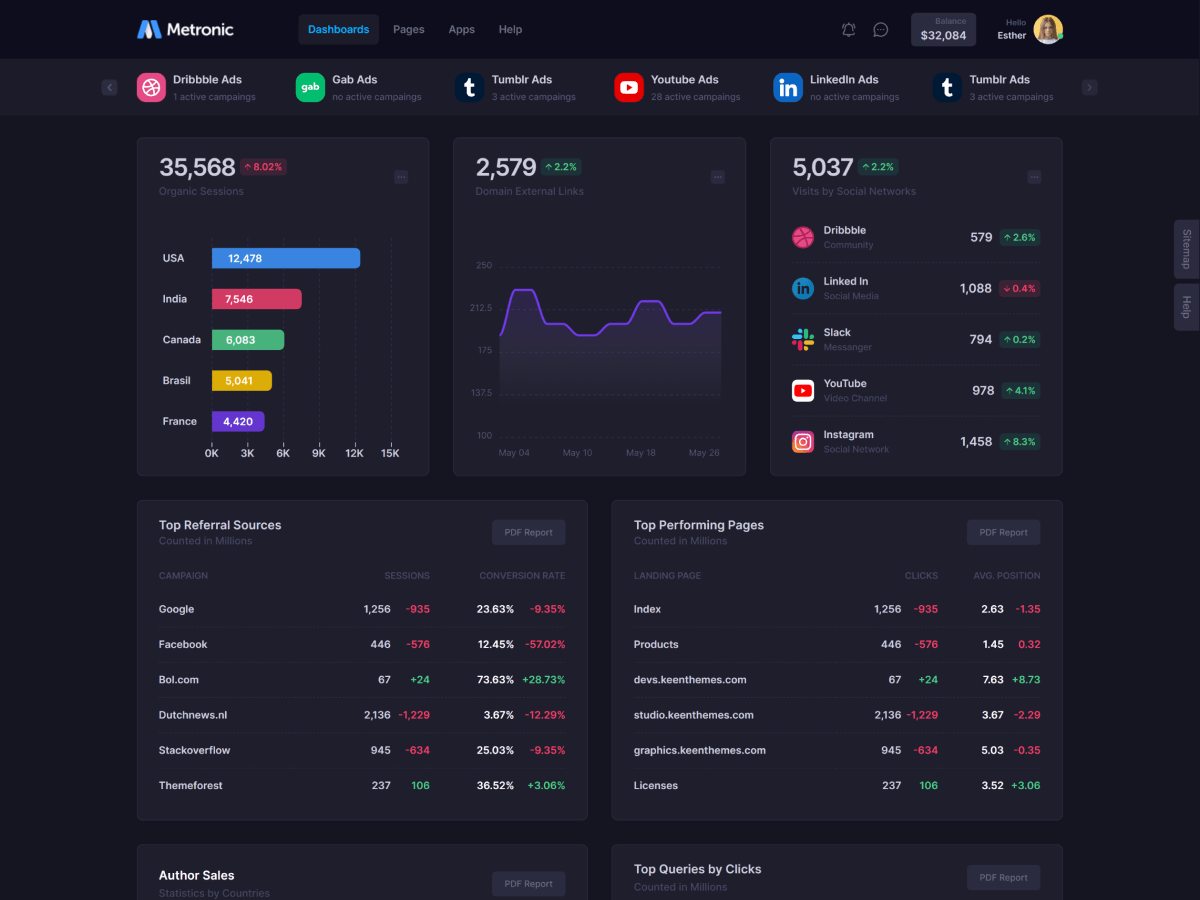 Metronic
Dashboards
Pages
Apps
Help
Balance
$32,084
Hello
Esther
Dribbble Ads
1 active campaings
gab
Gab Ads
no active campaings
t
Tumblr Ads
3 active campaings
Youtube Ads
28 active campaings
in
LinkedIn Ads
no active campaings
t
Tumblr Ads
3 active campaings
35,568 ↑ 8.02%
Organic Sessions
USA 12,478
India 7,546
Canada 6,083
Brasil 5,041
France 4,420
0K 3K 6K 9K 12K 15K
2,579 ↑ 2.2%
Domain External Links
250
212.5
175
137.5
100
May 04 May 10 May 18 May 26
5,037 ↑ 2.2%
Visits by Social Networks
Dribbble
Community
579 ↑ 2.6%
in
Linked In
Social Media
1,088 ↓ 0.4%
Slack
Messanger
794 ↑ 0.2%
YouTube
Video Channel
978 ↑ 4.1%
Instagram
Social Network
1,458 ↑ 8.3%
Sitemap
Help
Top Referral Sources
Counted in Millions
PDF Report
CAMPAIGN SESSIONS CONVERSION RATE
Google 1,256 -935 23.63% -9.35%
Facebook 446 -576 12.45% -57.02%
Bol.com 67 +24 73.63% +28.73%
Dutchnews.nl 2,136 -1,229 3.67% -12.29%
Stackoverflow 945 -634 25.03% -9.35%
Themeforest 237 106 36.52% +3.06%
Top Performing Pages
Counted in Millions
PDF Report
LANDING PAGE CLICKS AVG. POSITION
Index 1,256 -935 2.63 -1.35
Products 446 -576 1.45 0.32
devs.keenthemes.com 67 +24 7.63 +8.73
studio.keenthemes.com 2,136 -1,229 3.67 -2.29
graphics.keenthemes.com 945 -634 5.03 -0.35
Licenses 237 106 3.52 +3.06
Author Sales
Statistics by Countries
PDF Report
Top Queries by Clicks
Counted in Millions
PDF Report